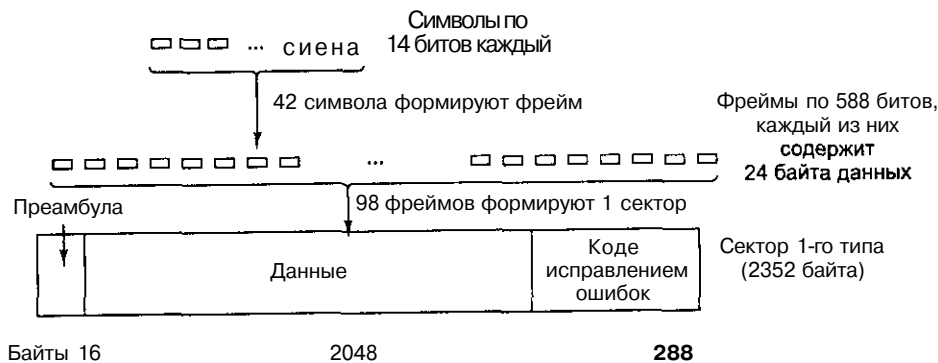 Символы по
14 битов каждый
... сиена
42 символа формируют фрейм
Фреймы по 588 битов,
каждый из них
содержит
24 байта данных
...
Преамбула
98 фреймов формируют 1 сектор
Данные
Коде
исправлением
ошибок
Сектор 1-го типа
(2352 байта)
Байты 16 2048 288